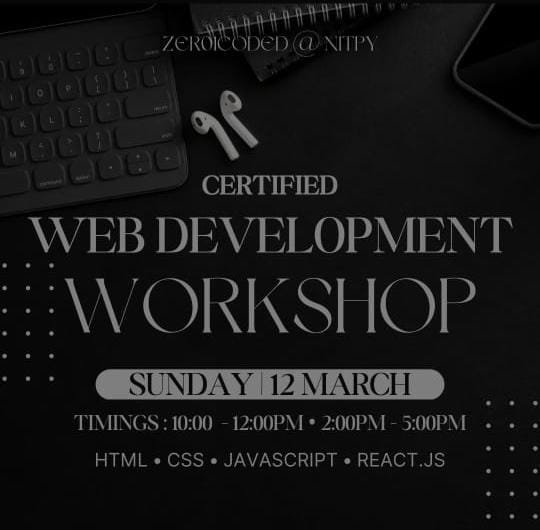 ZERO1CODED @ NITPY
CERTIFIED
WEB DEVELOPMENT
WORKSHOP
SUNDAY | 12 MARCH
TIMINGS : 10:00 - 12:00PM • 2:00PM - 5:00PM
HTML • CSS • JAVASCRIPT • REACT.JS